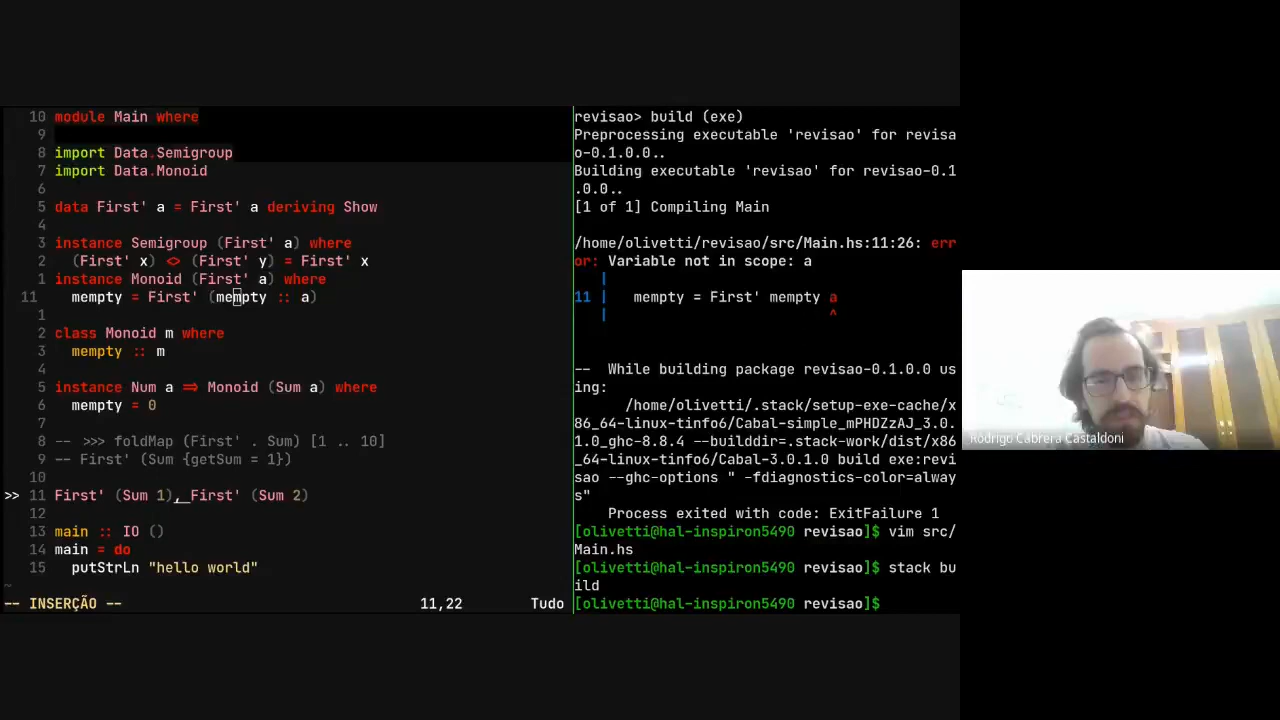 10 module Main where
9
8 import Data.Semigroup
7 import Data.Monoid
6
5 data First' a = First' a deriving Show
4
3 instance Semigroup (First' a) where
2 (First' x) <> (First' y) = First' x
1 instance Monoid (First' a) where
11 mempty = First' (mempty :: a)
1
2 class Monoid m where
3 mempty :: m
4
5 instance Num a => Monoid (Sum a) where
6 mempty = 0
7
8 -- >>> foldMap (First' . Sum) [1 .. 10]
9 -- First' (Sum {getSum = 1})
10
>> 11 First' (Sum 1), First' (Sum 2)
12
13 main :: IO ()
14 main = do
15 putStrLn "hello world"
~
-- INSERÇÃO -- 11,22 Tudo
revisao> build (exe)
Preprocessing executable 'revisao' for revisa
o-0.1.0.0..
Building executable 'revisao' for revisao-0.1
.0.0..
[1 of 1] Compiling Main
/home/olivetti/revisao/src/Main.hs:11:26: err
or: Variable not in scope: a
|
11 | mempty = First' mempty a
| ^
-- While building package revisao-0.1.0.0 us
ing:
/home/olivetti/.stack/setup-exe-cache/x
86_64-linux-tinfo6/Cabal-simple_mPHDZzAJ_3.0.
1.0_ghc-8.8.4 --builddir=.stack-work/dist/x86
_64-linux-tinfo6/Cabal-3.0.1.0 build exe:revi
sao --ghc-options " -fdiagnostics-color=alway
s"
Process exited with code: ExitFailure 1
[olivetti@hal-inspiron5490 revisao]$ vim src/
Main.hs
[olivetti@hal-inspiron5490 revisao]$ stack bu
ild
[olivetti@hal-inspiron5490 revisao]$
Rodrigo Cabrera Castaldoni